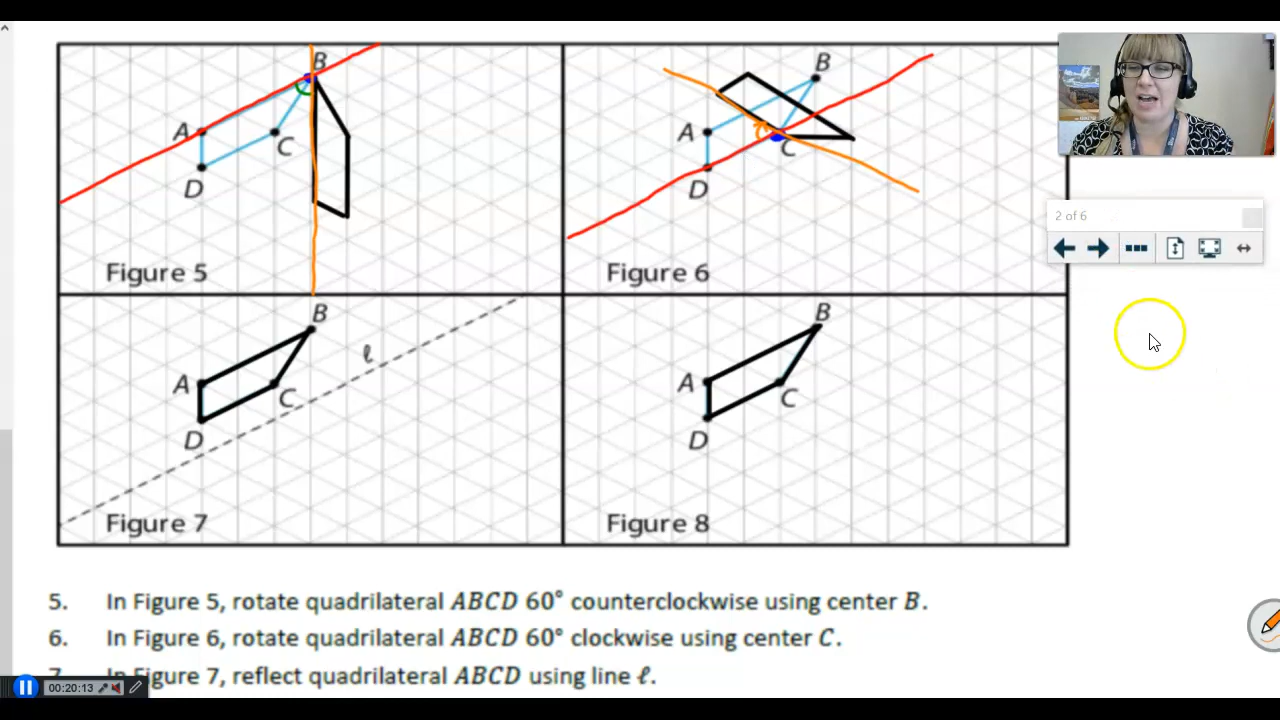 B
A
C
D
Figure 5
B
A
C
D
Figure 6
2 of 6
B
ℓ
A
C
D
Figure 7
B
A
C
D
Figure 8
5. In Figure 5, rotate quadrilateral ABCD 60° counterclockwise using center B.
6. In Figure 6, rotate quadrilateral ABCD 60° clockwise using center C.
7. In Figure 7, reflect quadrilateral ABCD using line ℓ.
00:20:13